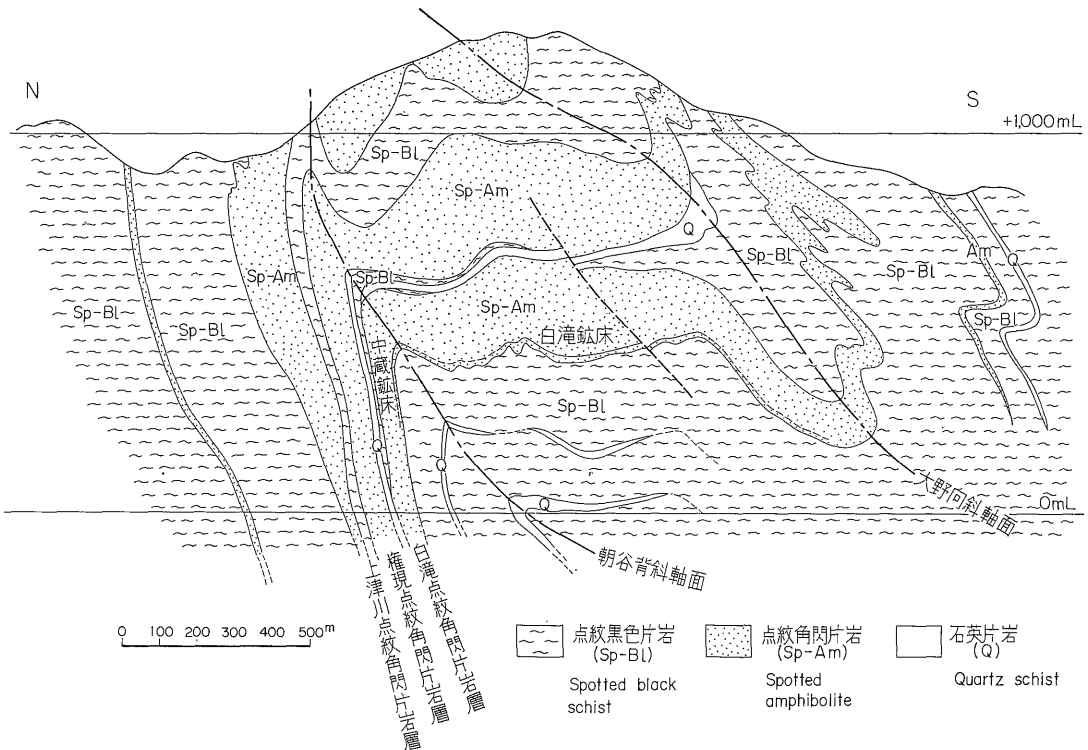 N
S
+1,000 mL
Sp-Bl
Sp-Am
Q
Sp-Bl
Sp-Am
Sp-Bl
Sp-Bl
Am
Q
Sp-Bl
Sp-Bl
Sp-Bl
Sp-Am
白滝鉱床
中蔵鉱床
Q
Sp-Bl
Q
Q
0mL
大野向斜軸面
朝谷背斜軸面
白滝点紋角閃片岩層
権現点紋角閃片岩層
上津川点紋角閃片岩層
0 100 200 300 400 500m
点紋黒色片岩
(Sp-Bl)
Spotted black
schist
点紋角閃片岩
(Sp-Am)
Spotted
amphibolite
石英片岩
(Q)
Quartz schist